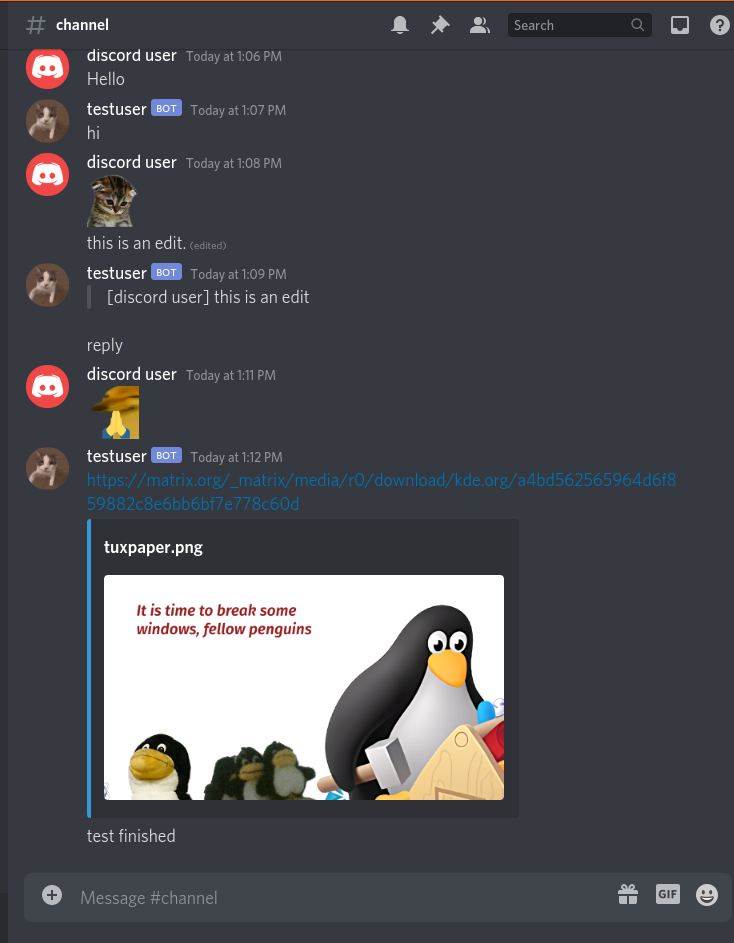 # channel
Search
discord user Today at 1:06 PM
Hello
testuser BOT Today at 1:07 PM
hi
discord user Today at 1:08 PM
this is an edit. (edited)
testuser BOT Today at 1:09 PM
[discord user] this is an edit
reply
discord user Today at 1:11 PM
testuser BOT Today at 1:12 PM
https://matrix.org/_matrix/media/r0/download/kde.org/a4bd562565964d6f8
59882c8e6bb6bf7e778c60d
tuxpaper.png
It is time to break some
windows, fellow penguins
test finished
Message #channel
GIF